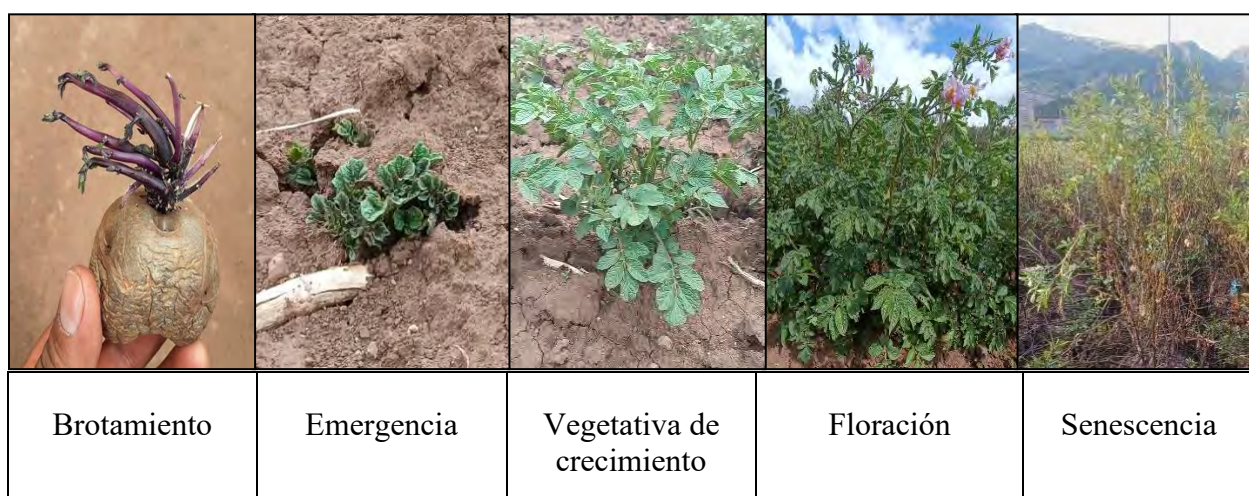 Brotamiento
Emergencia
Vegetativa de
crecimiento
Floración
Senescencia